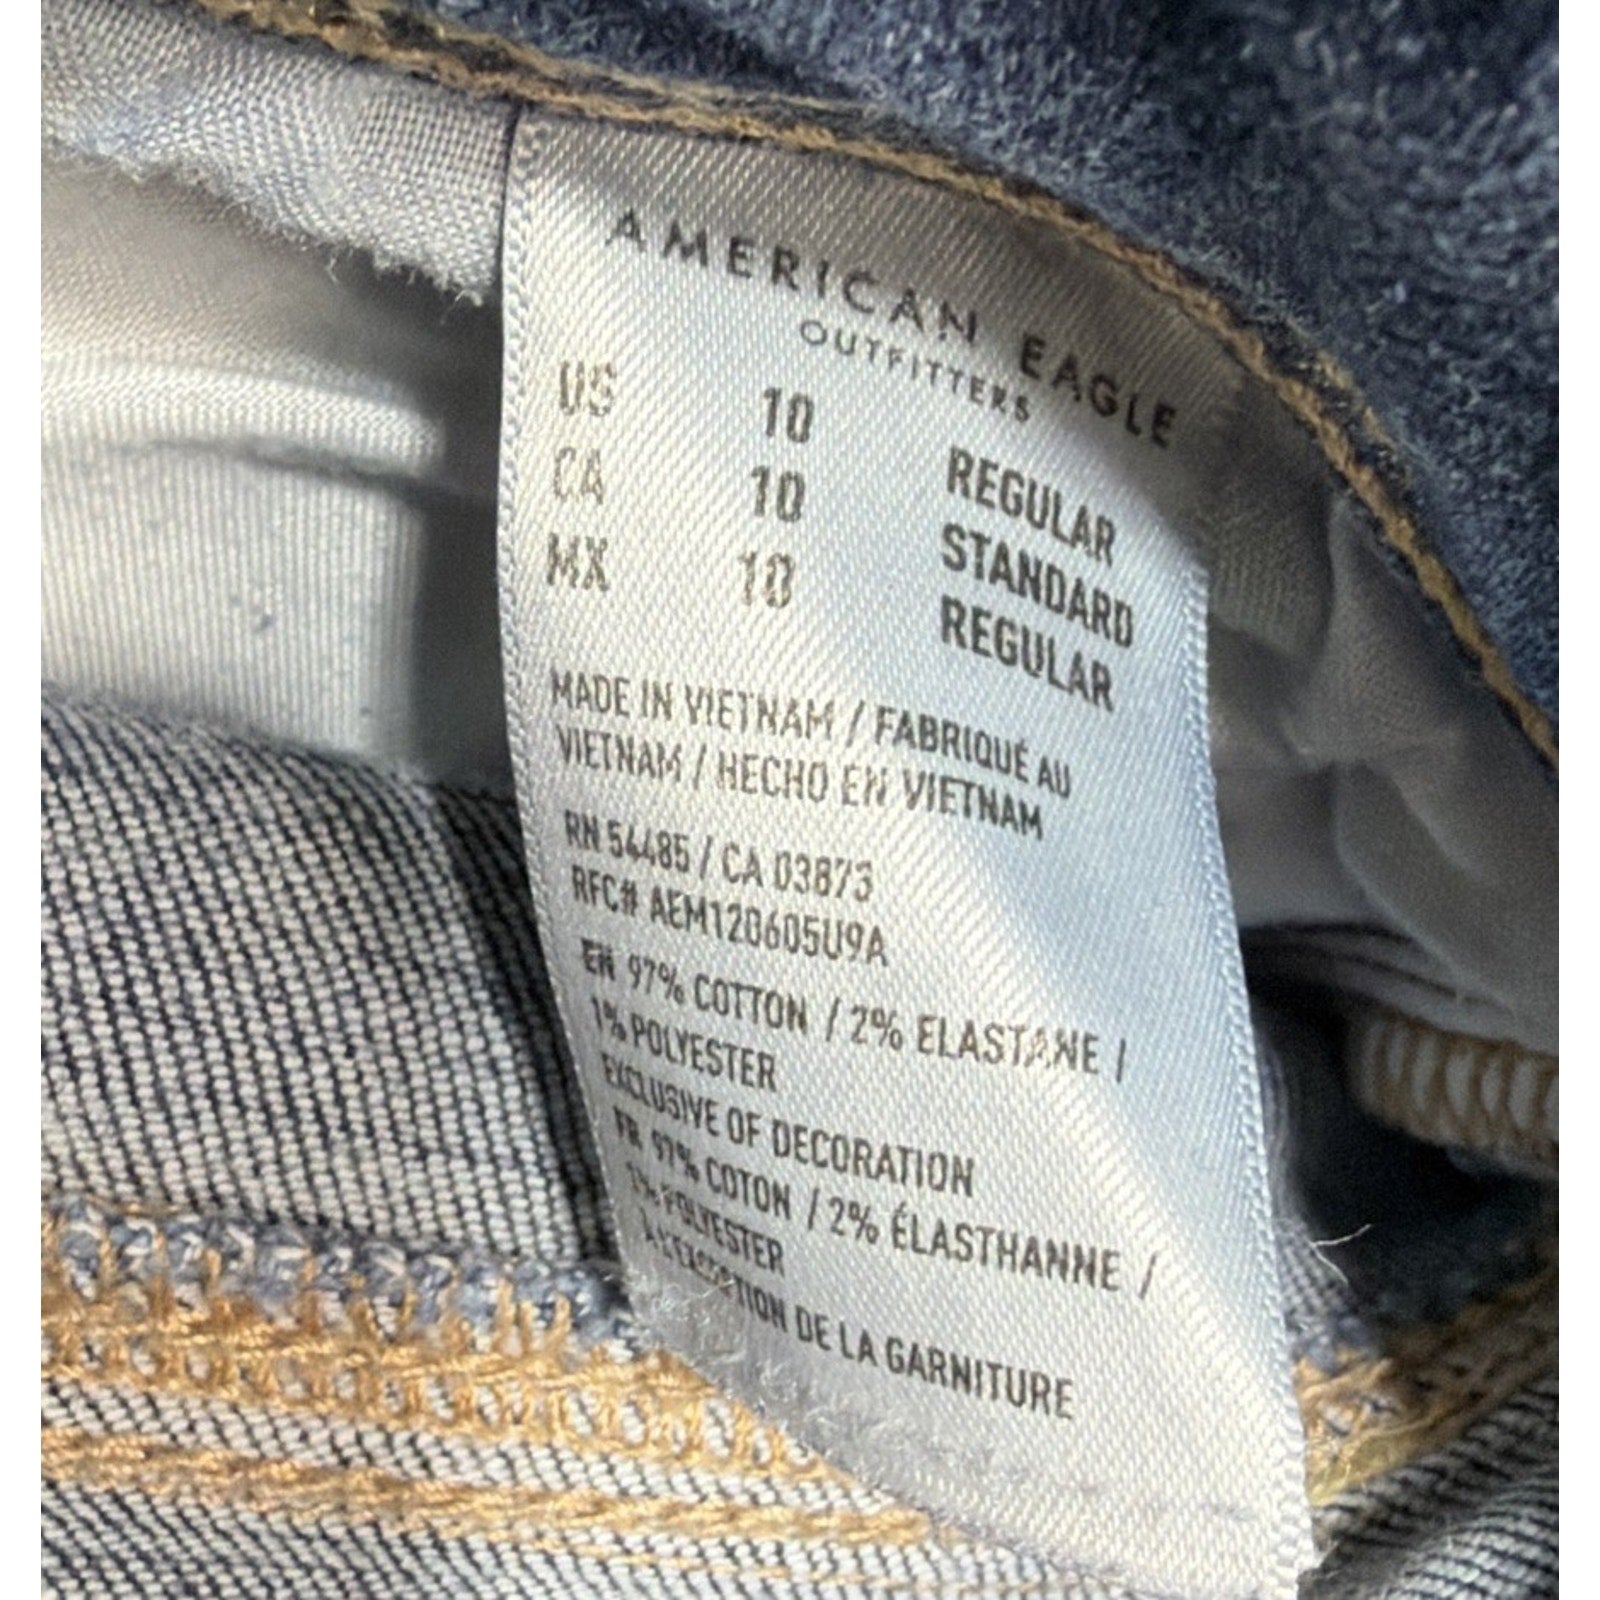 AMERICAN EAGLE
OUTFITTERS
US 10 REGULAR
CA 10 STANDARD
MX 10 REGULAR
MADE IN VIETNAM / FABRIQUÉ AU
VIETNAM / HECHO EN VIETNAM
RN 54485 / CA 03873
RFC# AEM120605U9A
EN 97% COTTON / 2% ELASTANE /
1% POLYESTER
EXCLUSIVE OF DECORATION
FR 97% COTON / 2% ÉLASTHANNE /
1% POLYESTER
À L'EXCEPTION DE LA GARNITURE